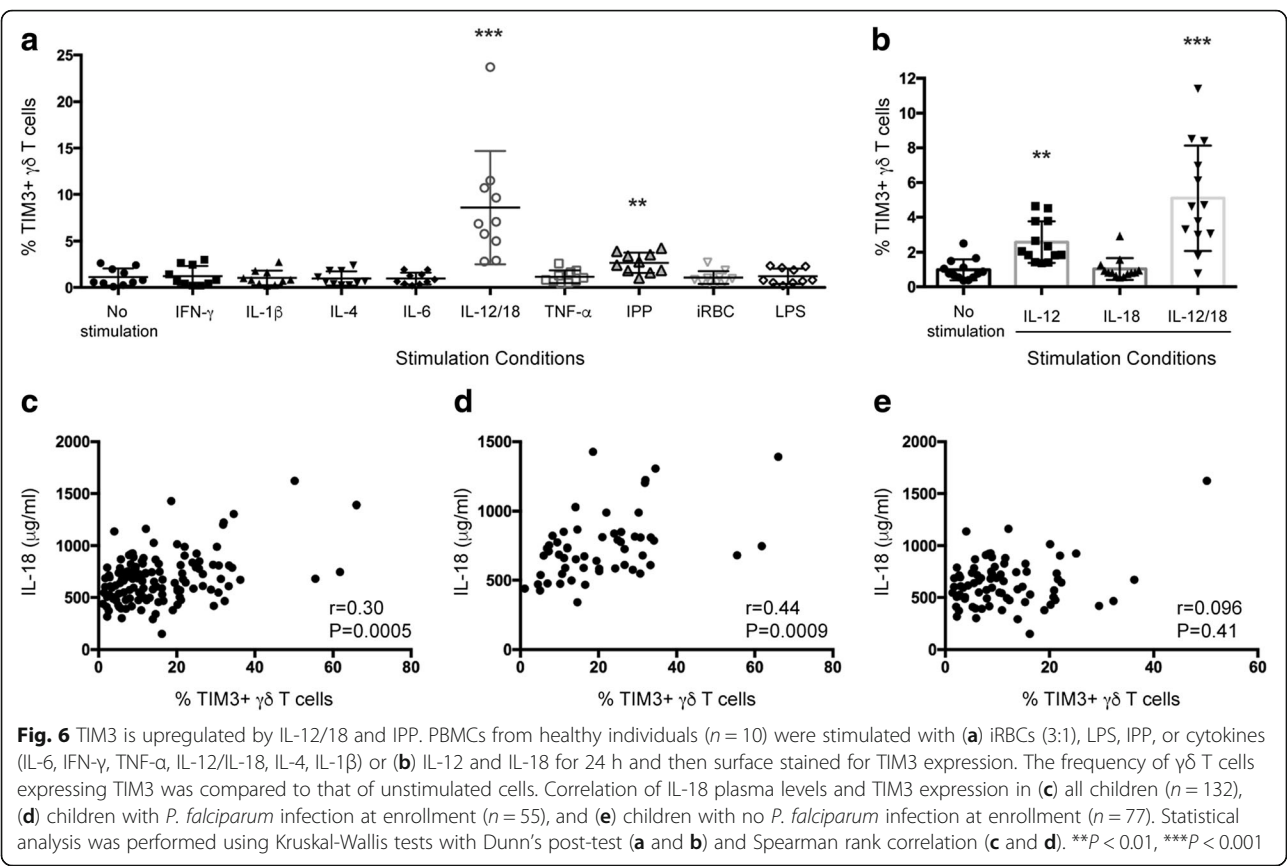 a
***
25
20
15
10
5
0
% TIM3+ γδ T cells
**
No stimulation
IFN-γ
IL-1β
IL-4
IL-6
IL-12/18
TNF-α
IPP
iRBC
LPS
Stimulation Conditions
b
***
12
10
8
6
4
2
0
% TIM3+ γδ T cells
**
No stimulation
IL-12
IL-18
IL-12/18
Stimulation Conditions
c
2000
1500
1000
500
0
IL-18 (µg/ml)
r=0.30
P=0.0005
0 20 40 60 80
% TIM3+ γδ T cells
d
1500
1000
500
0
IL-18 (µg/ml)
r=0.44
P=0.0009
0 20 40 60 80
% TIM3+ γδ T cells
e
2000
1500
1000
500
0
IL-18 (µg/ml)
r=0.096
P=0.41
0 20 40 60
% TIM3+ γδ T cells
Fig. 6 TIM3 is upregulated by IL-12/18 and IPP. PBMCs from healthy individuals (n = 10) were stimulated with (a) iRBCs (3:1), LPS, IPP, or cytokines
(IL-6, IFN-γ, TNF-α, IL-12/IL-18, IL-4, IL-1β) or (b) IL-12 and IL-18 for 24 h and then surface stained for TIM3 expression. The frequency of γδ T cells
expressing TIM3 was compared to that of unstimulated cells. Correlation of IL-18 plasma levels and TIM3 expression in (c) all children (n = 132),
(d) children with P. falciparum infection at enrollment (n = 55), and (e) children with no P. falciparum infection at enrollment (n = 77). Statistical
analysis was performed using Kruskal-Wallis tests with Dunn's post-test (a and b) and Spearman rank correlation (c and d). **P < 0.01, ***P < 0.001